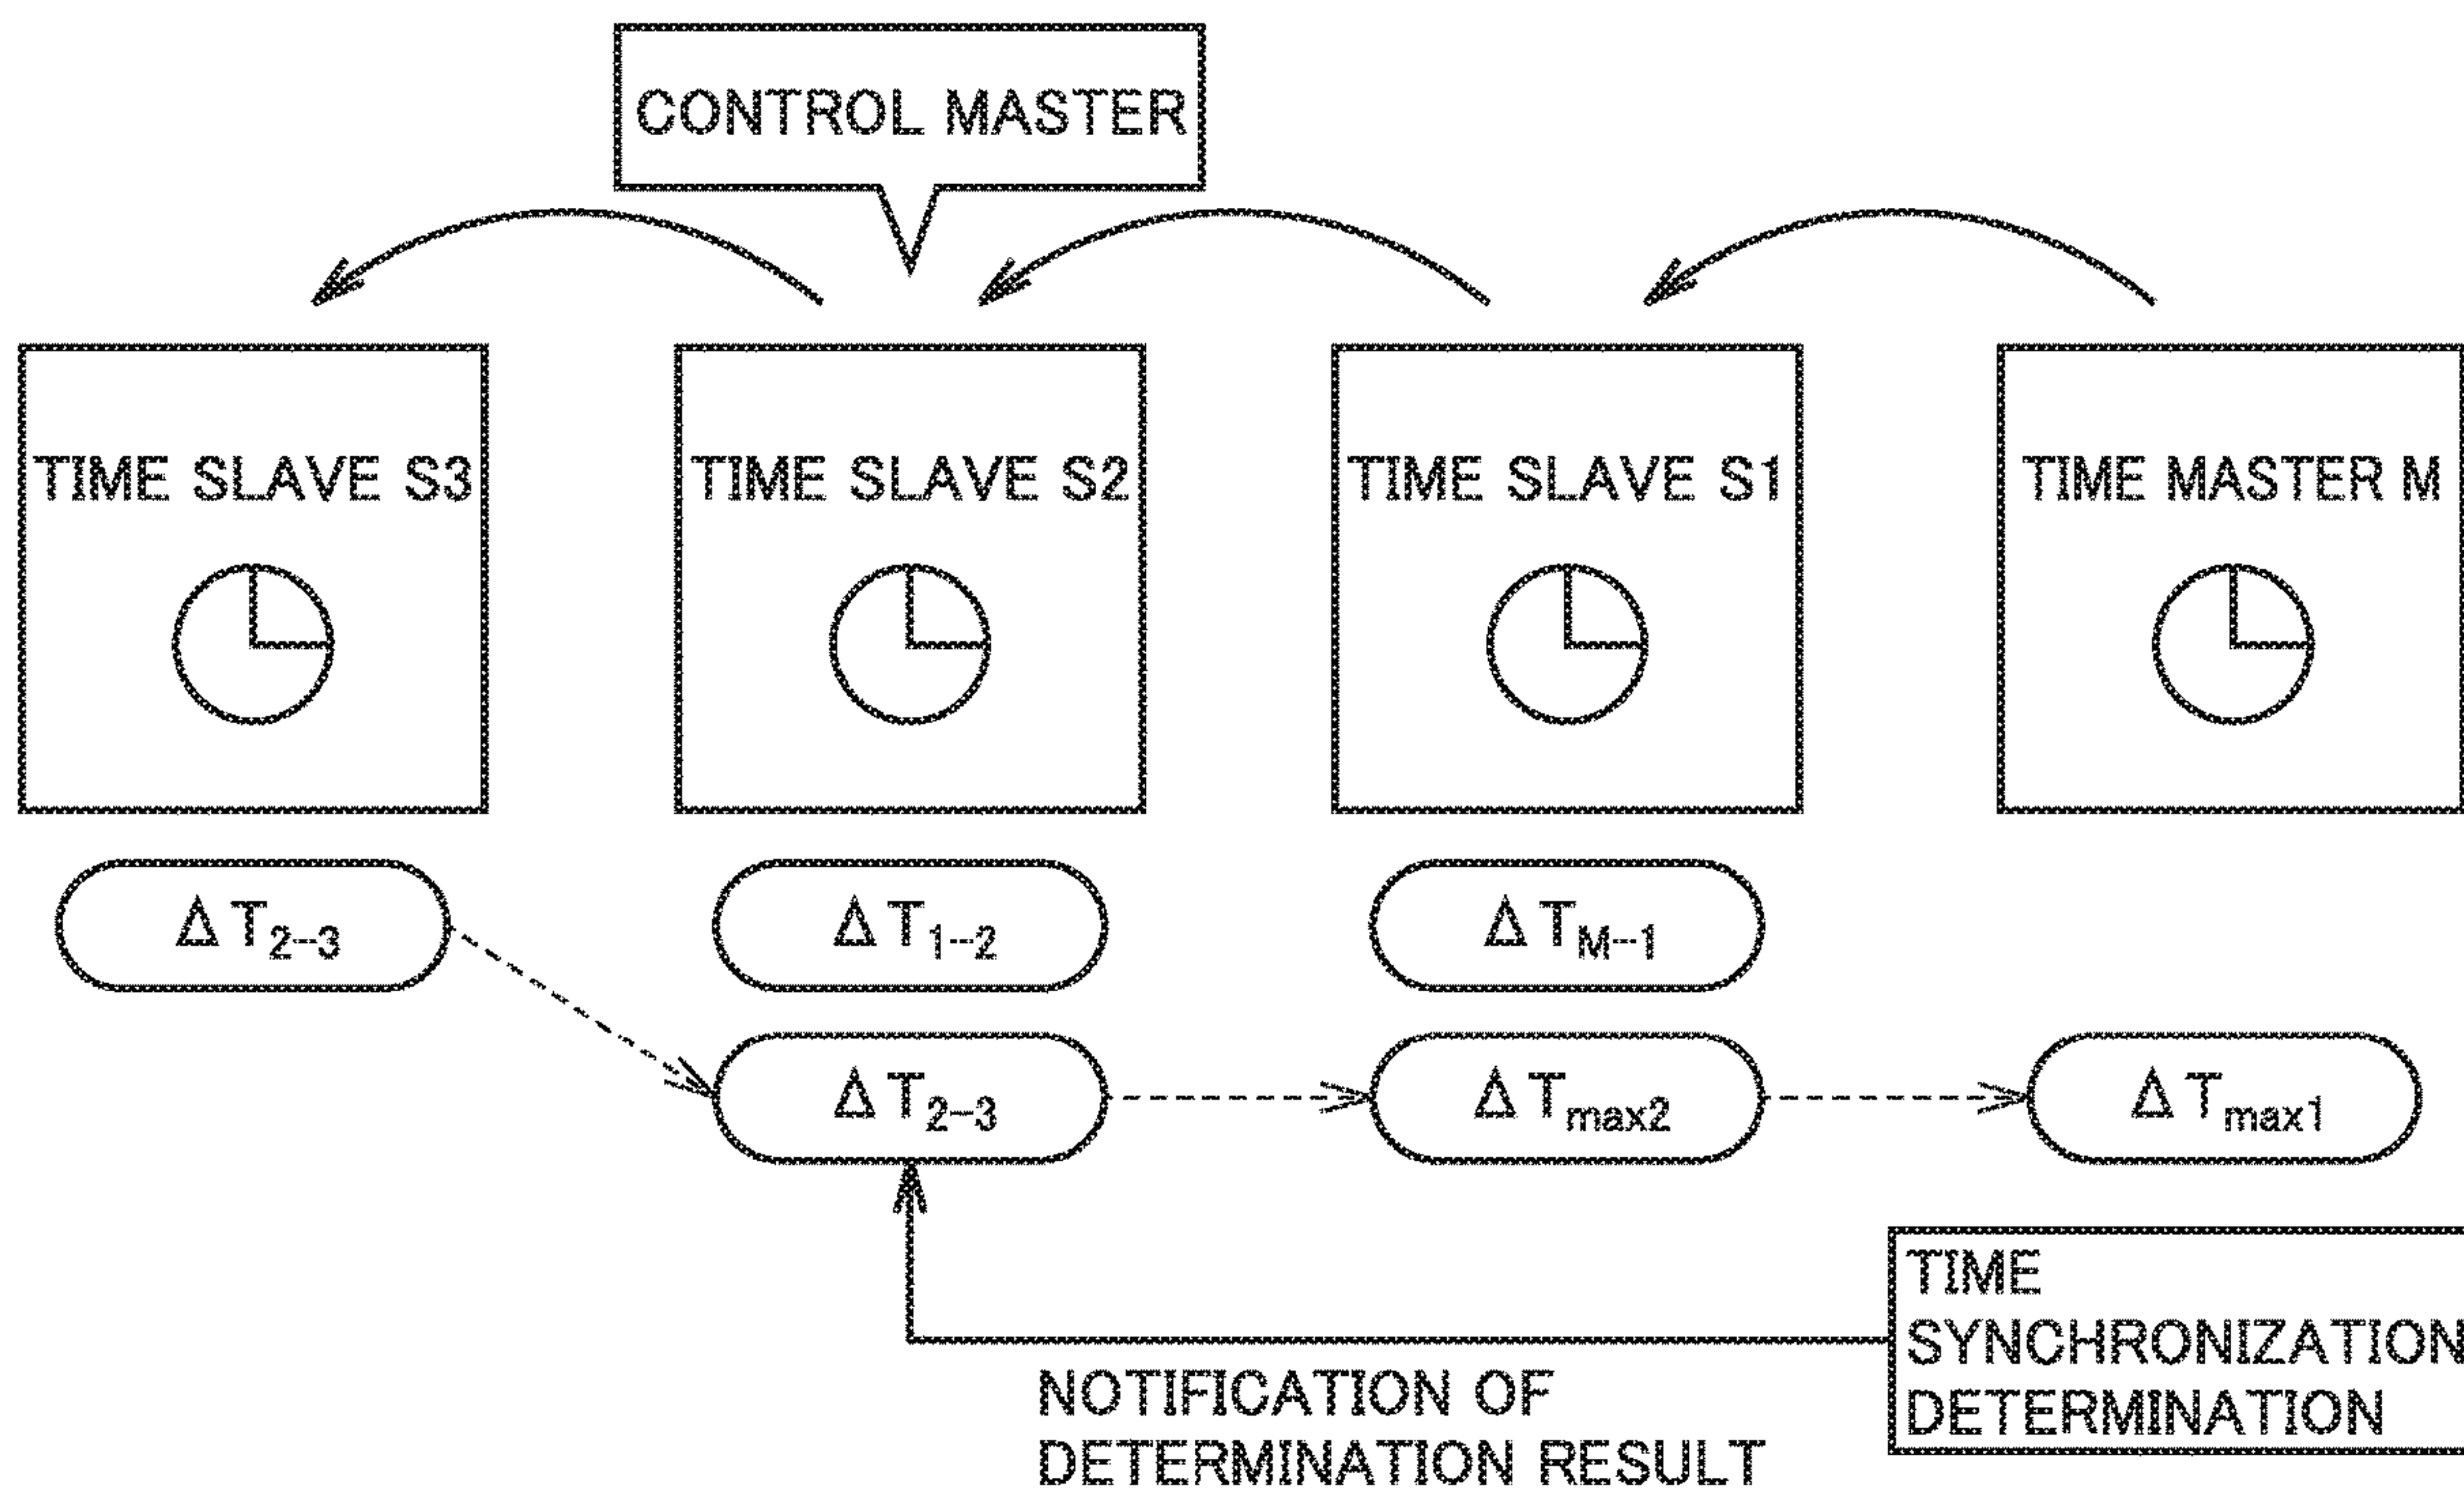 CONTROL MASTER
TIME SLAVE S3
TIME SLAVE S2
TIME SLAVE S1
TIME MASTER M
ΔT2-3
ΔT1-2
ΔTM-1
ΔT2-3
ΔTmax2
ΔTmax1
TIME
SYNCHRONIZATION
DETERMINATION
NOTIFICATION OF
DETERMINATION RESULT